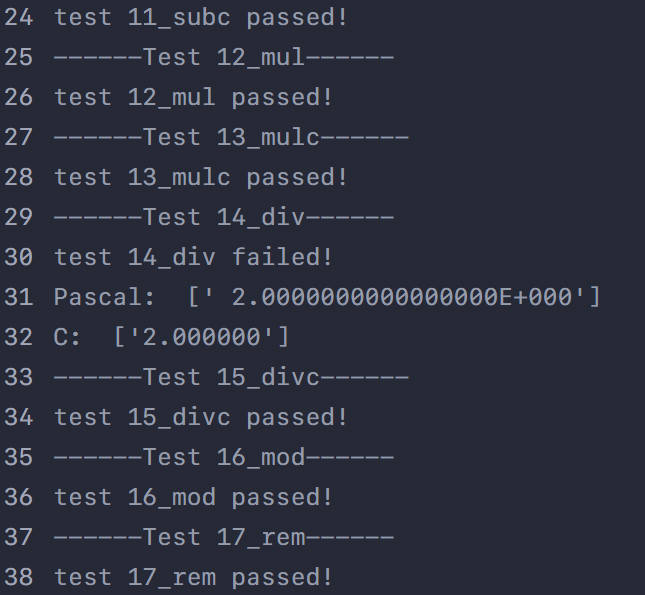 24 test 11_subc passed!
25 ------Test 12_mul------
26 test 12_mul passed!
27 ------Test 13_mulc------
28 test 13_mulc passed!
29 ------Test 14_div------
30 test 14_div failed!
31 Pascal:  [' 2.0000000000000000E+000']
32 C:  ['2.000000']
33 ------Test 15_divc------
34 test 15_divc passed!
35 ------Test 16_mod------
36 test 16_mod passed!
37 ------Test 17_rem------
38 test 17_rem passed!